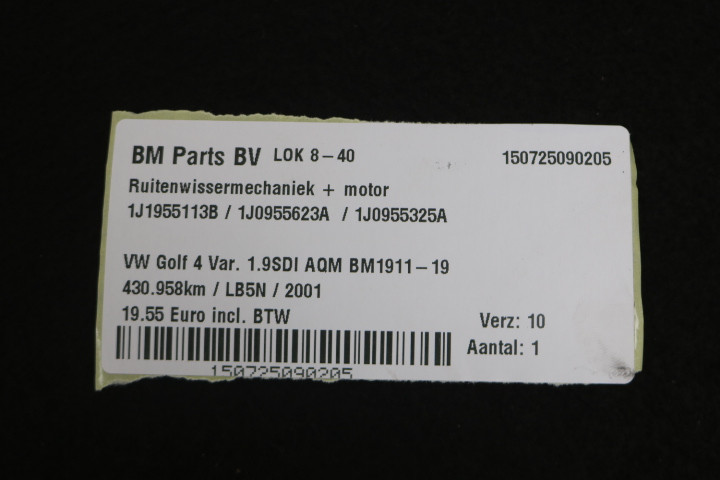 BM Parts BV LOK 8-40 150725090205
Ruitenwissermechaniek + motor
1J1955113B / 1J0955623A / 1J0955325A
VW Golf 4 Var. 1.9SDI AQM BM1911-19
430.958km / LB5N / 2001
19.55 Euro incl. BTW Verz: 10
Aantal: 1
150725090205